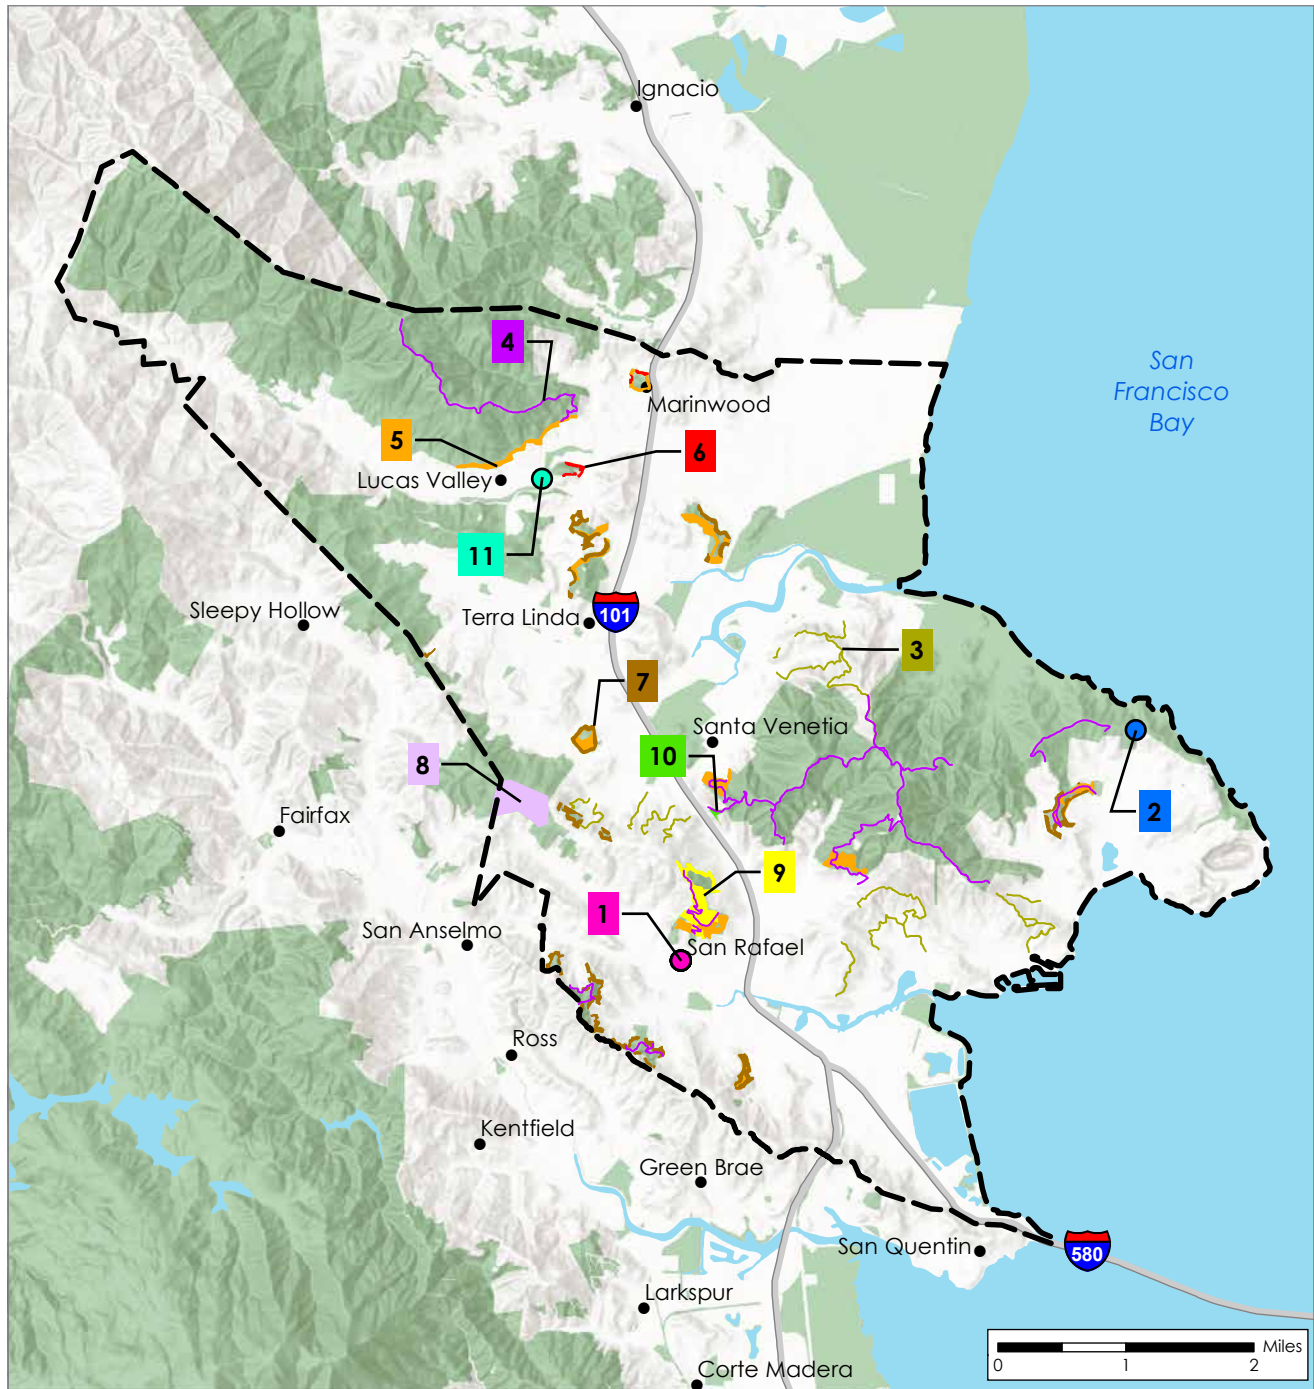 Ignacio
4
San
Francisco
Bay
Marinwood
5
6
Lucas Valley
11
Sleepy Hollow
Terra Linda
101
3
7
Santa Venetia
10
8
2
Fairfax
9
1
San Anselmo
San Rafael
Ross
Kentfield
Green Brae
San Quentin
580
Larkspur
Miles
0 1 2
Corte Madera